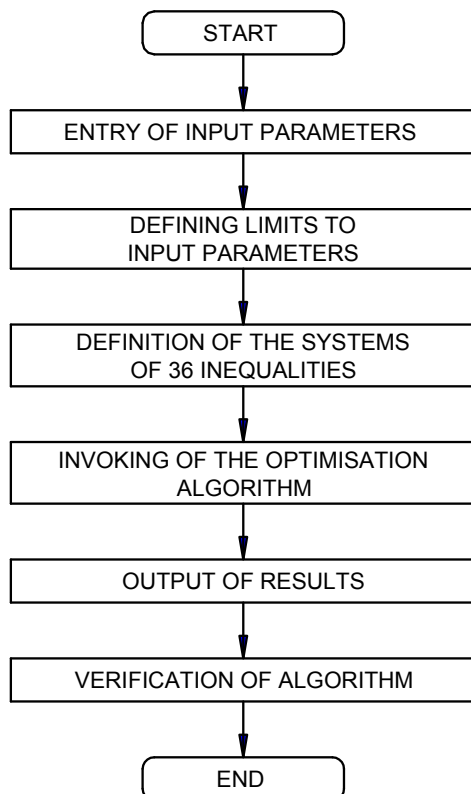 START
ENTRY OF INPUT PARAMETERS
DEFINING LIMITS TO
INPUT PARAMETERS
DEFINITION OF THE SYSTEMS
OF 36 INEQUALITIES
INVOKING OF THE OPTIMISATION
ALGORITHM
OUTPUT OF RESULTS
VERIFICATION OF ALGORITHM
END